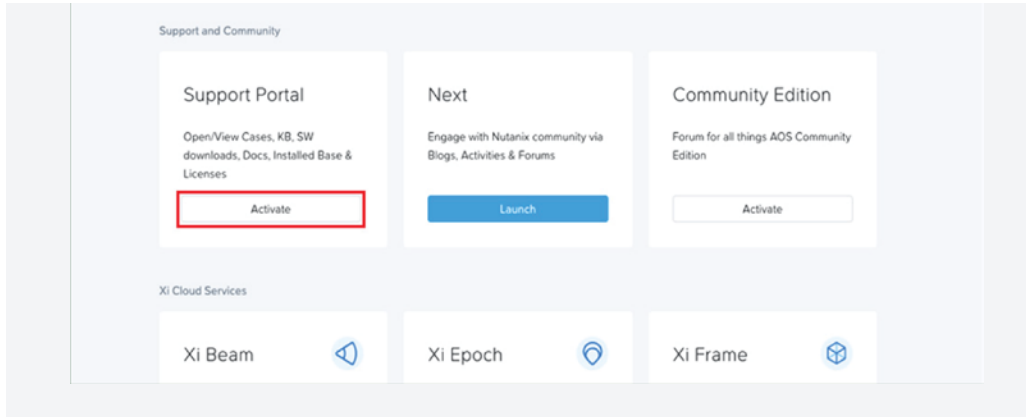 Support and Community
Support Portal
Open/View Cases, KB, SW
downloads, Docs, Installed Base &
Licenses
Activate
Next
Engage with Nutanix community via
Blogs, Activities & Forums
Launch
Community Edition
Forum for all things AOS Community
Edition
Activate
Xi Cloud Services
Xi Beam
Xi Epoch
Xi Frame